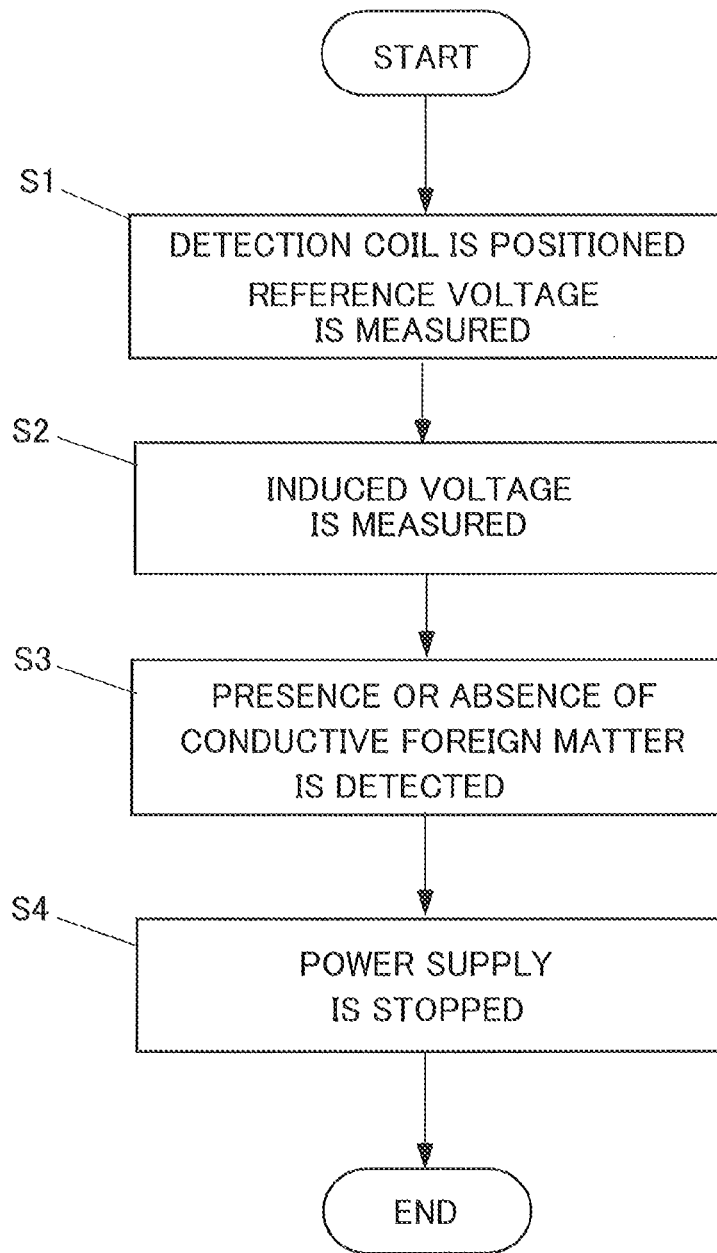 START
S1
DETECTION COIL IS POSITIONED
REFERENCE VOLTAGE
IS MEASURED
S2
INDUCED VOLTAGE
IS MEASURED
S3
PRESENCE OR ABSENCE OF
CONDUCTIVE FOREIGN MATTER
IS DETECTED
S4
POWER SUPPLY
IS STOPPED
END